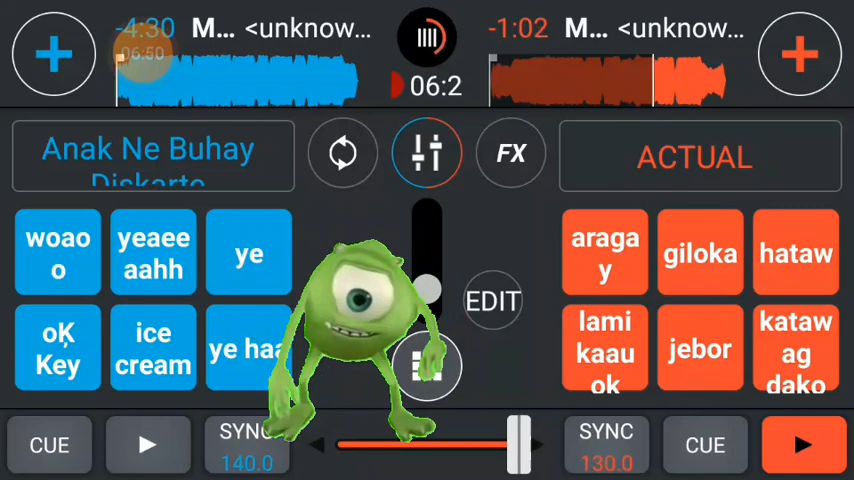 -4:30 M... <unknow...
06:50
-1:02 M... <unknow...
06:2
Anak Ne Buhay
Diskarte
FX
ACTUAL
woao
o
yeaee
aahh
ye
araga
y
giloka
hataw
EDIT
oĶ
Key
ice
cream
ye haa
lami
kaau
ok
jebor
kataw
ag
dako
CUE
SYNC
140.0
SYNC
130.0
CUE